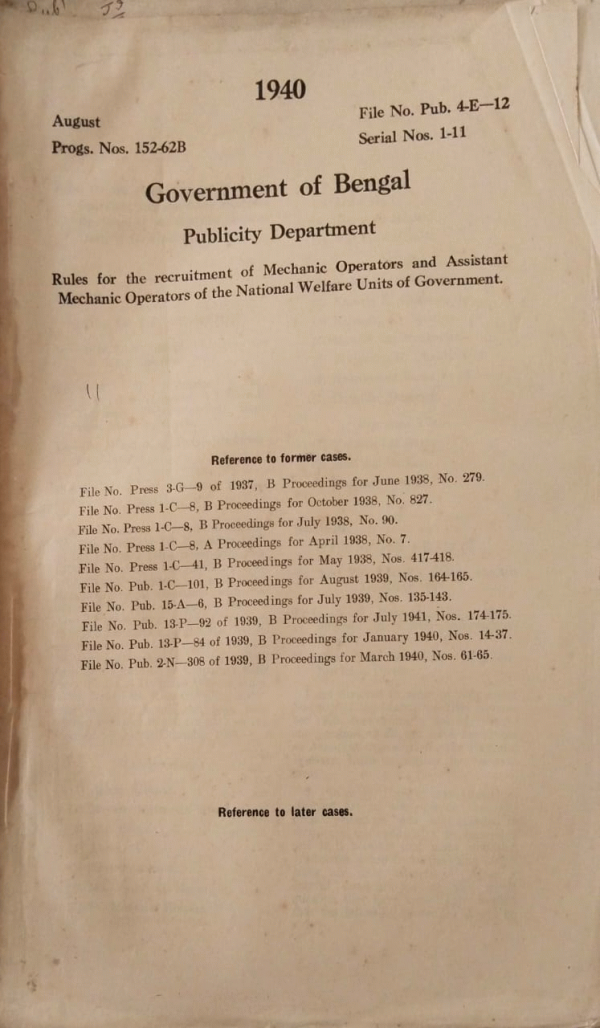 1940
August
File No. Pub. 4-E—12
Progs. Nos. 152-62B
Serial Nos. 1-11
Government of Bengal
Publicity Department
Rules for the recruitment of Mechanic Operators and Assistant
Mechanic Operators of the National Welfare Units of Government.
Reference to former cases.
File No. Press 3-G—9 of 1937, B Proceedings for June 1938, No. 279.
File No. Press 1-C—8, B Proceedings for October 1938, No. 827.
File No. Press 1-C—8, B Proceedings for July 1938, No. 90.
File No. Press 1-C—8, A Proceedings for April 1938, No. 7.
File No. Press 1-C—41, B Proceedings for May 1938, Nos. 417-418.
File No. Pub. 1-C—101, B Proceedings for August 1939, Nos. 164-165.
File No. Pub. 15-A—6, B Proceedings for July 1939, Nos. 135-143.
File No. Pub. 13-P—92 of 1939, B Proceedings for July 1941, Nos. 174-175.
File No. Pub. 13-P—84 of 1939, B Proceedings for January 1940, Nos. 14-37.
File No. Pub. 2-N—308 of 1939, B Proceedings for March 1940, Nos. 61-65.
Reference to later cases.